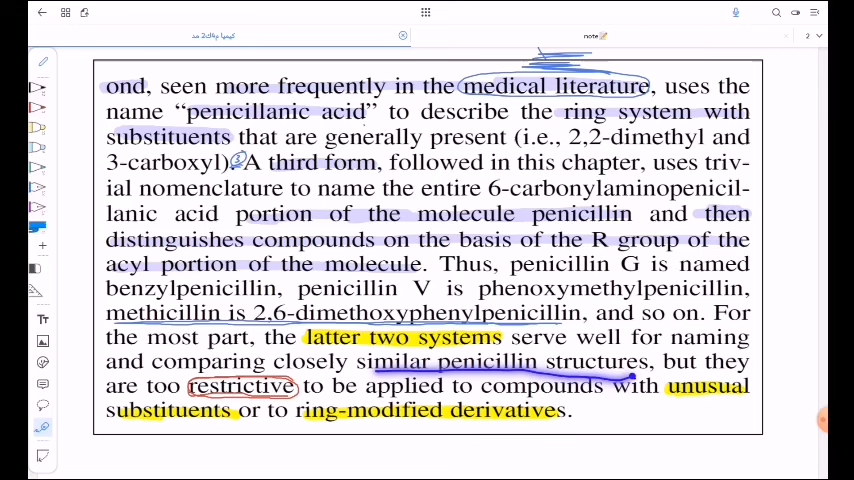 كيميا م4ك2 مد
note📝
2
ond, seen more frequently in the medical literature, uses the
name “penicillanic acid” to describe the ring system with
substituents that are generally present (i.e., 2,2-dimethyl and
3-carboxyl). A third form, followed in this chapter, uses triv-
ial nomenclature to name the entire 6-carbonylaminopenicil-
lanic acid portion of the molecule penicillin and then
distinguishes compounds on the basis of the R group of the
acyl portion of the molecule. Thus, penicillin G is named
benzylpenicillin, penicillin V is phenoxymethylpenicillin,
methicillin is 2,6-dimethoxyphenylpenicillin, and so on. For
the most part, the latter two systems serve well for naming
and comparing closely similar penicillin structures, but they
are too restrictive to be applied to compounds with unusual
substituents or to ring-modified derivatives.
Tт